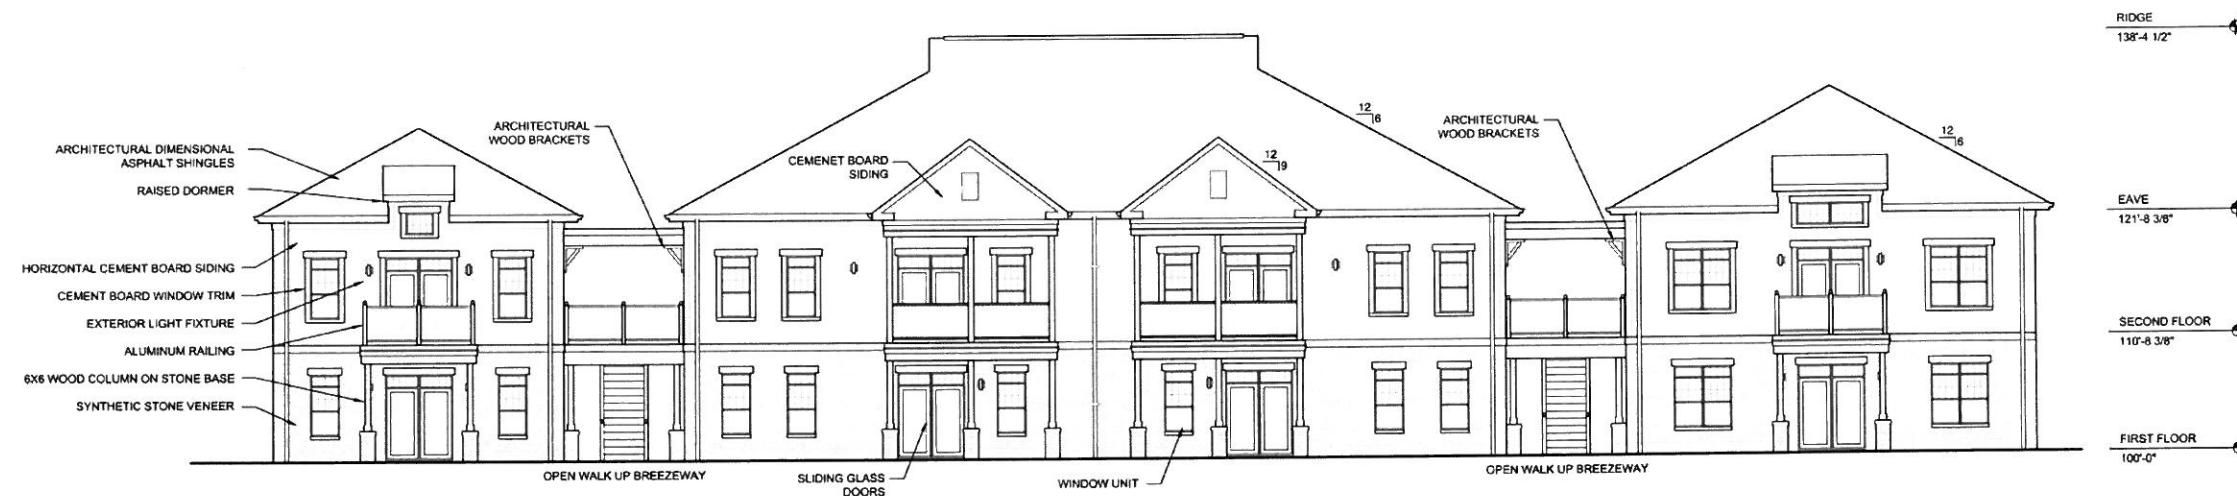 ARCHITECTURAL DIMENSIONAL
ASPHALT SHINGLES
RAISED DORMER
HORIZONTAL CEMENT BOARD SIDING
CEMENT BOARD WINDOW TRIM
EXTERIOR LIGHT FIXTURE
ALUMINUM RAILING
6X6 WOOD COLUMN ON STONE BASE
SYNTHETIC STONE VENEER
ARCHITECTURAL
WOOD BRACKETS
OPEN WALK UP BREEZEWAY
CEMENET BOARD
SIDING
SLIDING GLASS
DOORS
12
9
WINDOW UNIT
12
6
ARCHITECTURAL
WOOD BRACKETS
OPEN WALK UP BREEZEWAY
12
6
RIDGE
138'-4 1/2"
EAVE
121'-8 3/8"
SECOND FLOOR
110'-8 3/8"
FIRST FLOOR
100'-0"